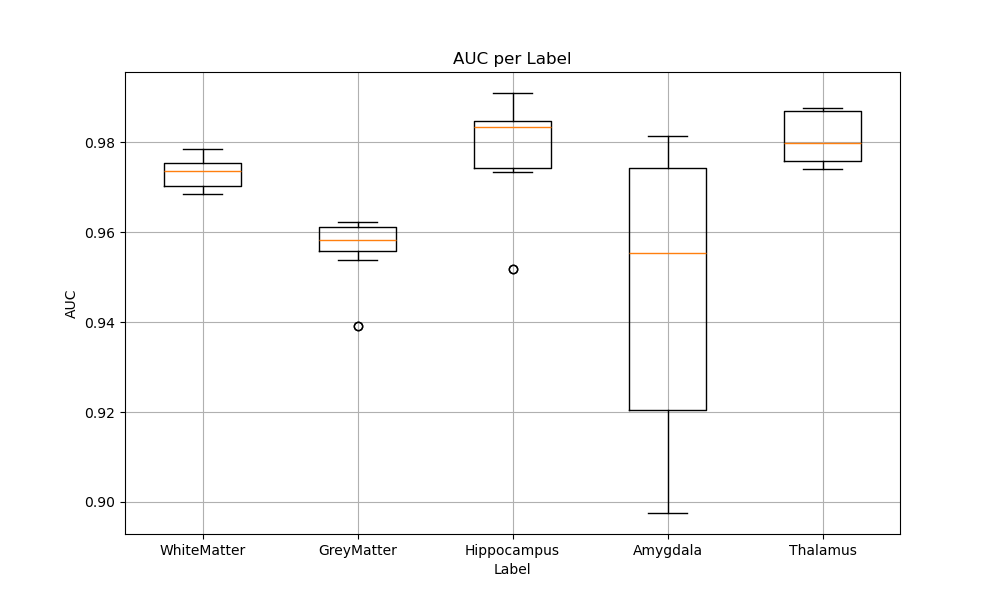 AUC per Label
0.98
0.96
0.94
0.92
0.90
AUC
WhiteMatter GreyMatter Hippocampus Amygdala Thalamus
Label